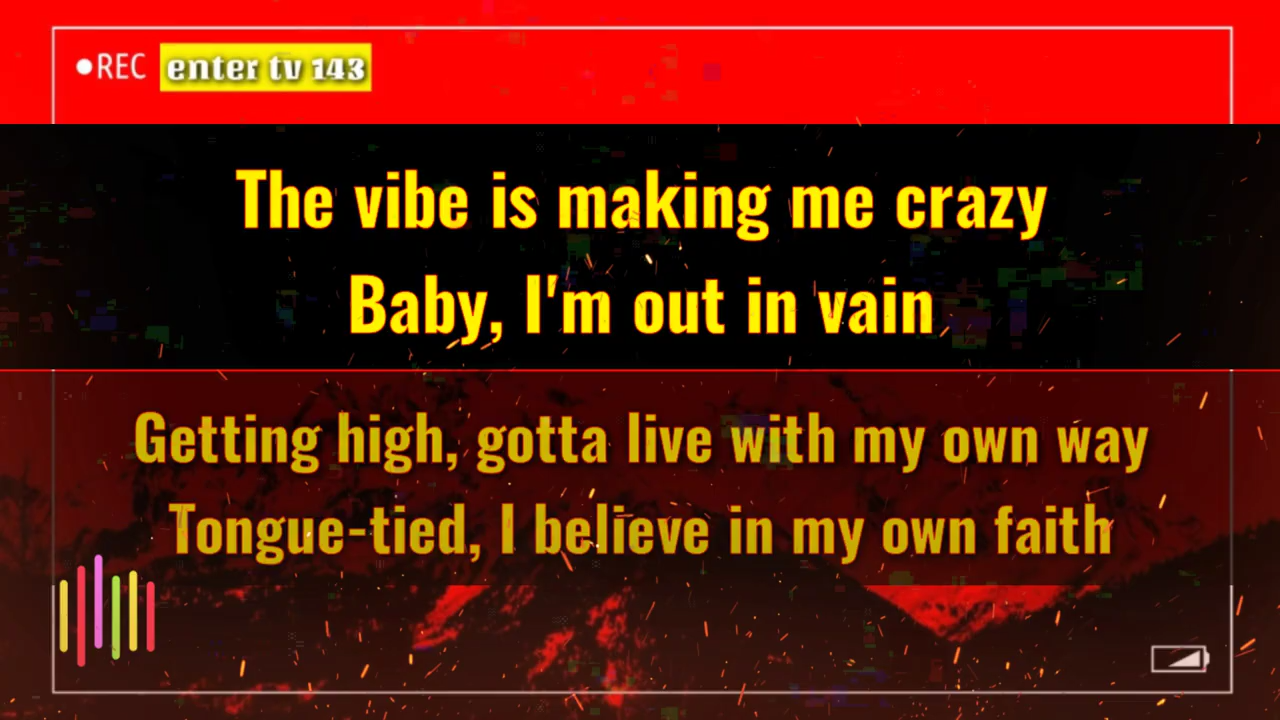 REC enter tv 143
The vibe is making me crazy
Baby, I'm out in vain
Getting high, gotta live with my own way
Tongue-tied, I believe in my own faith